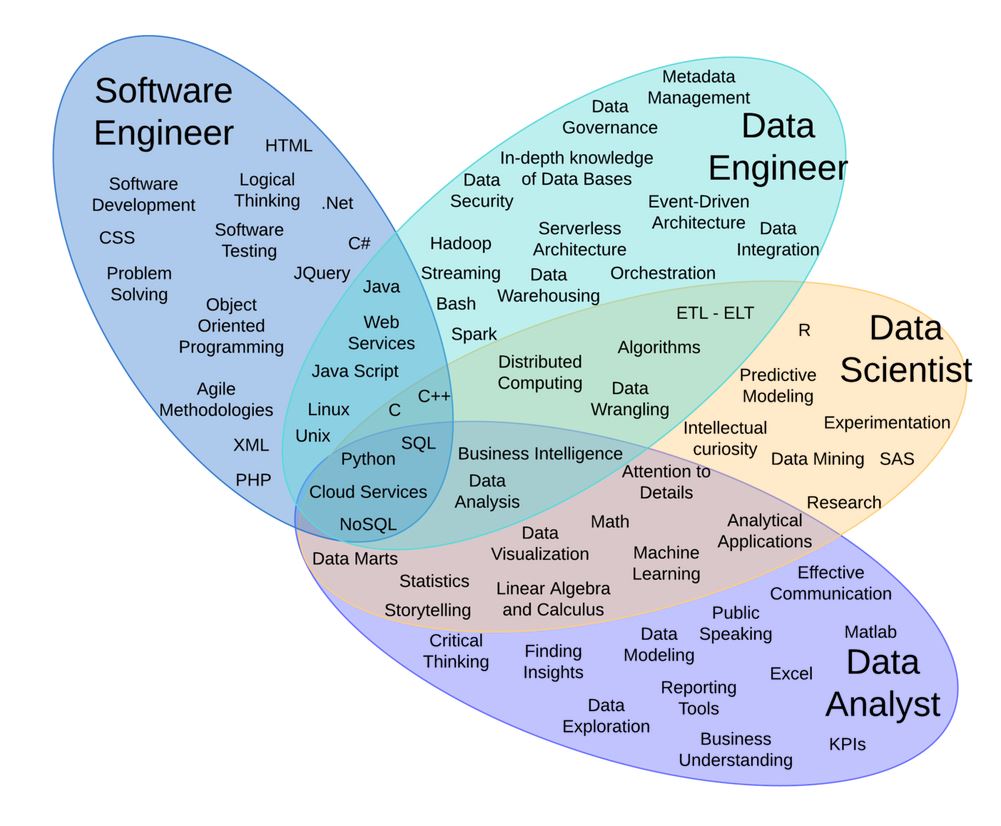 Software
Engineer
HTML
Software
Development
Logical
Thinking
.Net
CSS
Software
Testing
C#
Problem
Solving
JQuery
Object
Oriented
Programming
Agile
Methodologies
XML
PHP
Java
Web
Services
Java Script
C++
Linux
C
Unix
SQL
Python
Cloud Services
NoSQL
Metadata
Management
Data
Governance
Data
Engineer
In-depth knowledge
of Data Bases
Data
Security
Event-Driven
Architecture
Hadoop
Serverless
Architecture
Data
Integration
Streaming
Data
Warehousing
Orchestration
Bash
Spark
ETL - ELT
Algorithms
Distributed
Computing
Data
Wrangling
Data
Scientist
R
Predictive
Modeling
Experimentation
Intellectual
curiosity
Data Mining
SAS
Research
Business Intelligence
Data
Analysis
Attention to
Details
Math
Analytical
Applications
Data
Visualization
Machine
Learning
Data Marts
Statistics
Linear Algebra
and Calculus
Storytelling
Effective
Communication
Public
Speaking
Matlab
Critical
Thinking
Finding
Insights
Data
Modeling
Data
Analyst
Excel
Reporting
Tools
Data
Exploration
Business
Understanding
KPIs